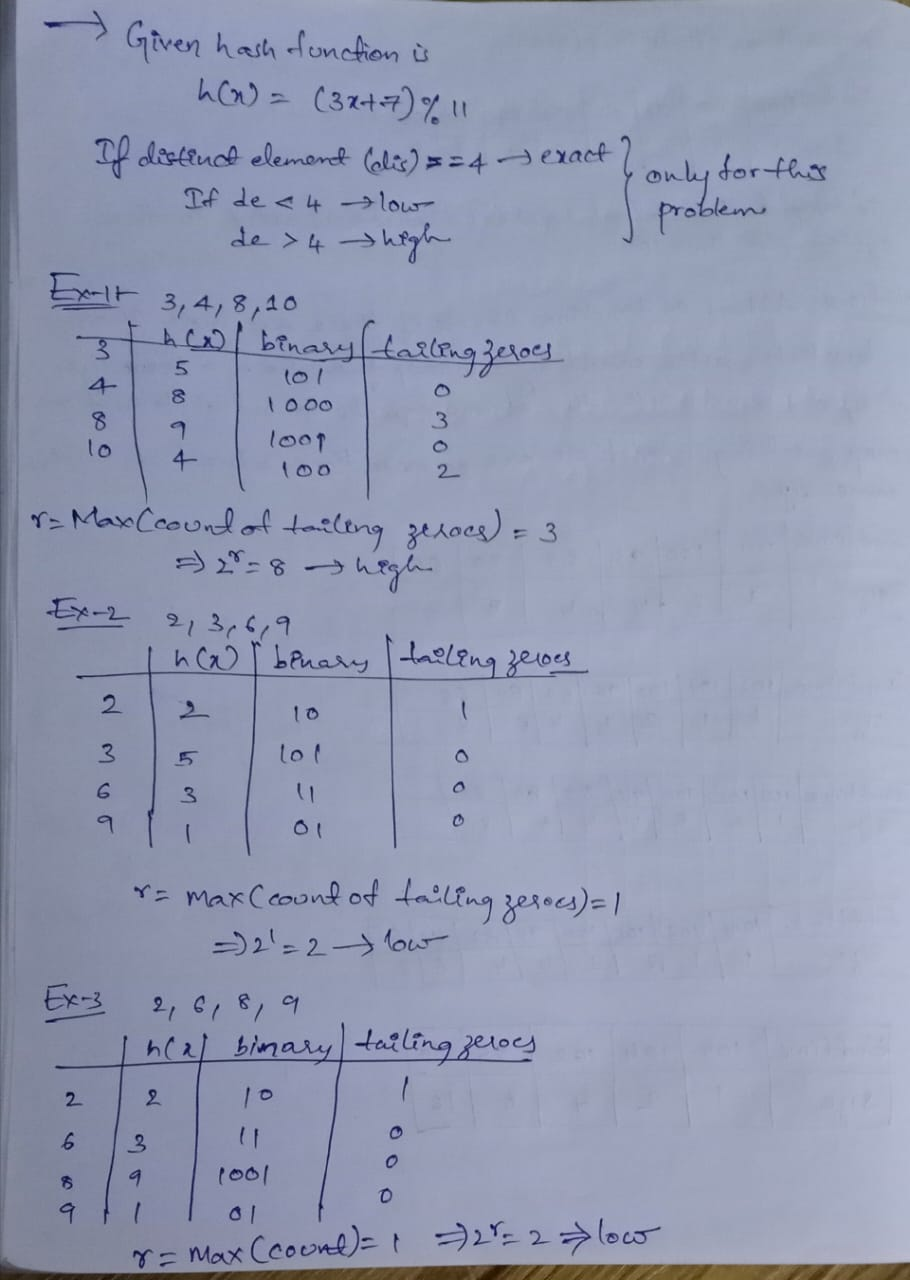 → Given hash function is
h(x) = (3x+7) % 11
If distinct element (dis) == 4 → exact
If de < 4 → low
de > 4 → high
} only for this problem
Ex-1+ 3, 4, 8, 10
h(x) binary tailing zeroes
3 5 101 0
4 8 1000 3
8 9 1001 0
10 4 100 2
r = Max(count of tailing zeroes) = 3
⇒ 2^r = 8 → high
Ex-2 2, 3, 6, 9
h(x) binary tailing zeroes
2 2 10 1
3 5 101 0
6 3 11 0
9 1 01 0
r = max(count of tailing zeroes) = 1
⇒ 2^1 = 2 → low
Ex-3 2, 6, 8, 9
h(x) binary tailing zeroes
2 2 10 1
6 3 11 0
8 9 1001 0
9 1 01 0
r = Max(count) = 1 ⇒ 2^r = 2 ⇒ low